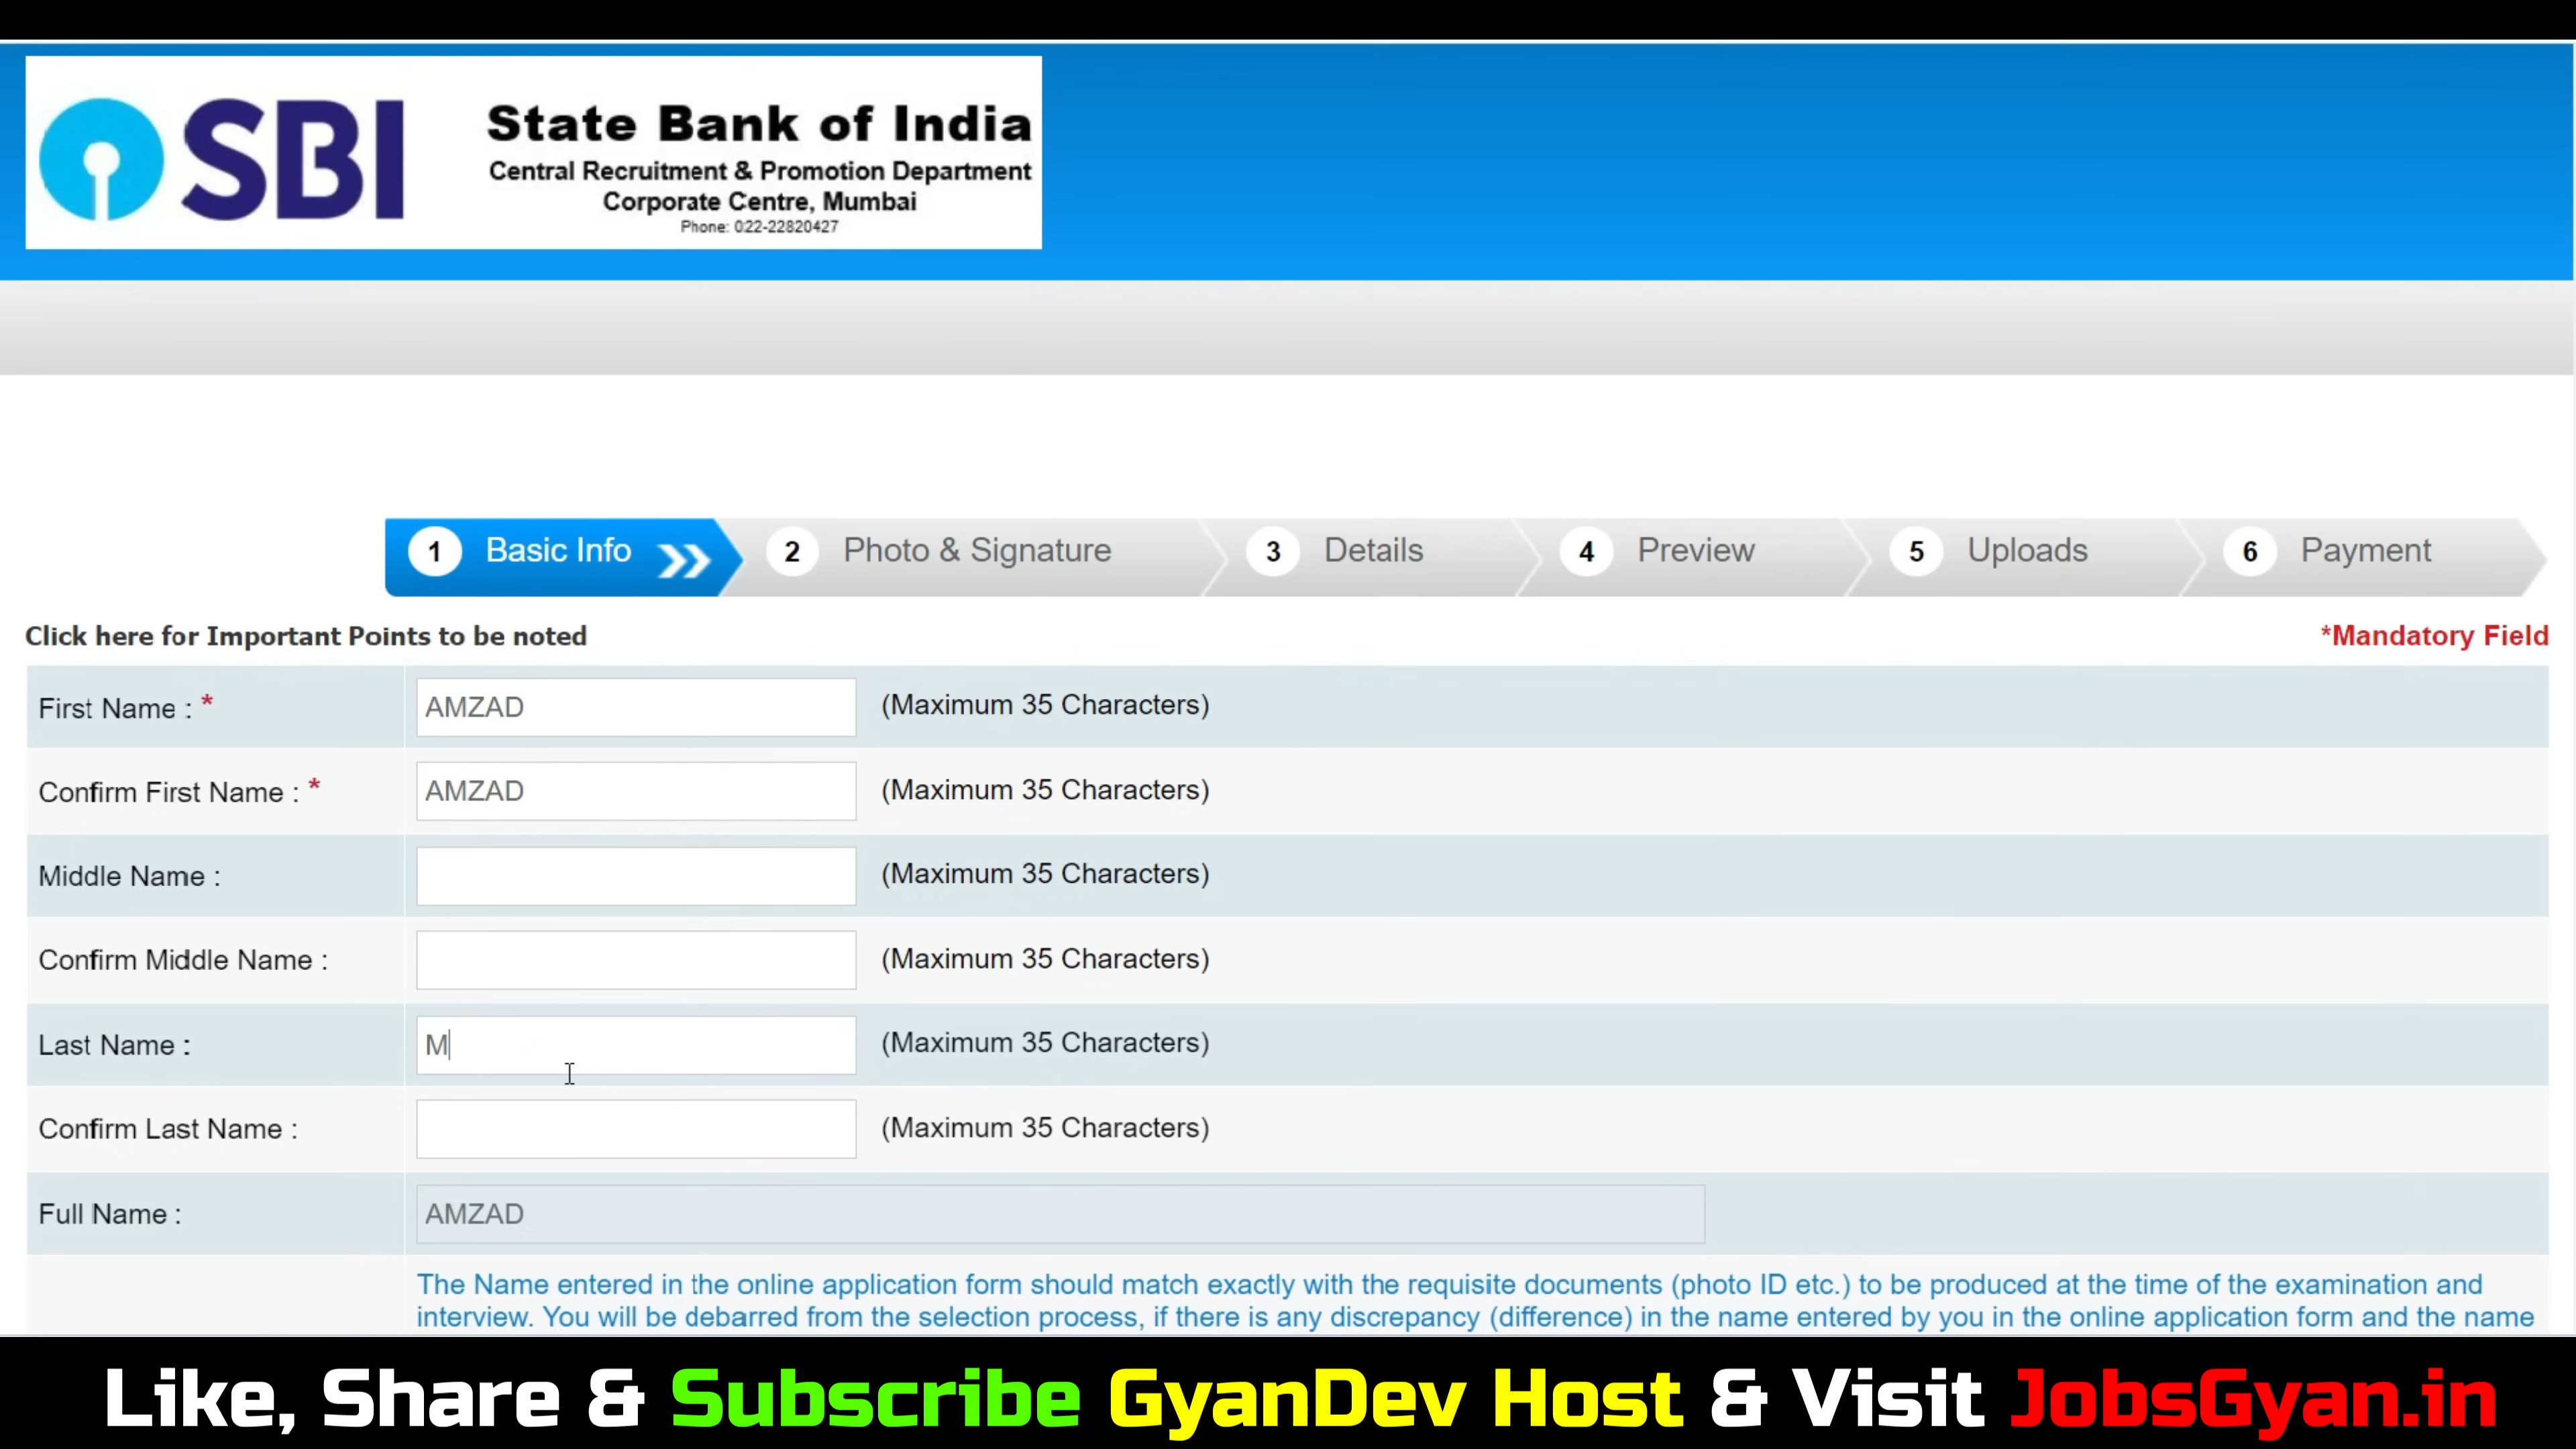 SBI
State Bank of India
Central Recruitment & Promotion Department
Corporate Centre, Mumbai
Phone: 022-22820427
1 Basic Info 2 Photo & Signature 3 Details 4 Preview 5 Uploads 6 Payment
Click here for Important Points to be noted *Mandatory Field
First Name : * AMZAD (Maximum 35 Characters)
Confirm First Name : * AMZAD (Maximum 35 Characters)
Middle Name : (Maximum 35 Characters)
Confirm Middle Name : (Maximum 35 Characters)
Last Name : M (Maximum 35 Characters)
Confirm Last Name : (Maximum 35 Characters)
Full Name : AMZAD
The Name entered in the online application form should match exactly with the requisite documents (photo ID etc.) to be produced at the time of the examination and
interview. You will be debarred from the selection process, if there is any discrepancy (difference) in the name entered by you in the online application form and the name
Like, Share & Subscribe GyanDev Host & Visit JobsGyan.in